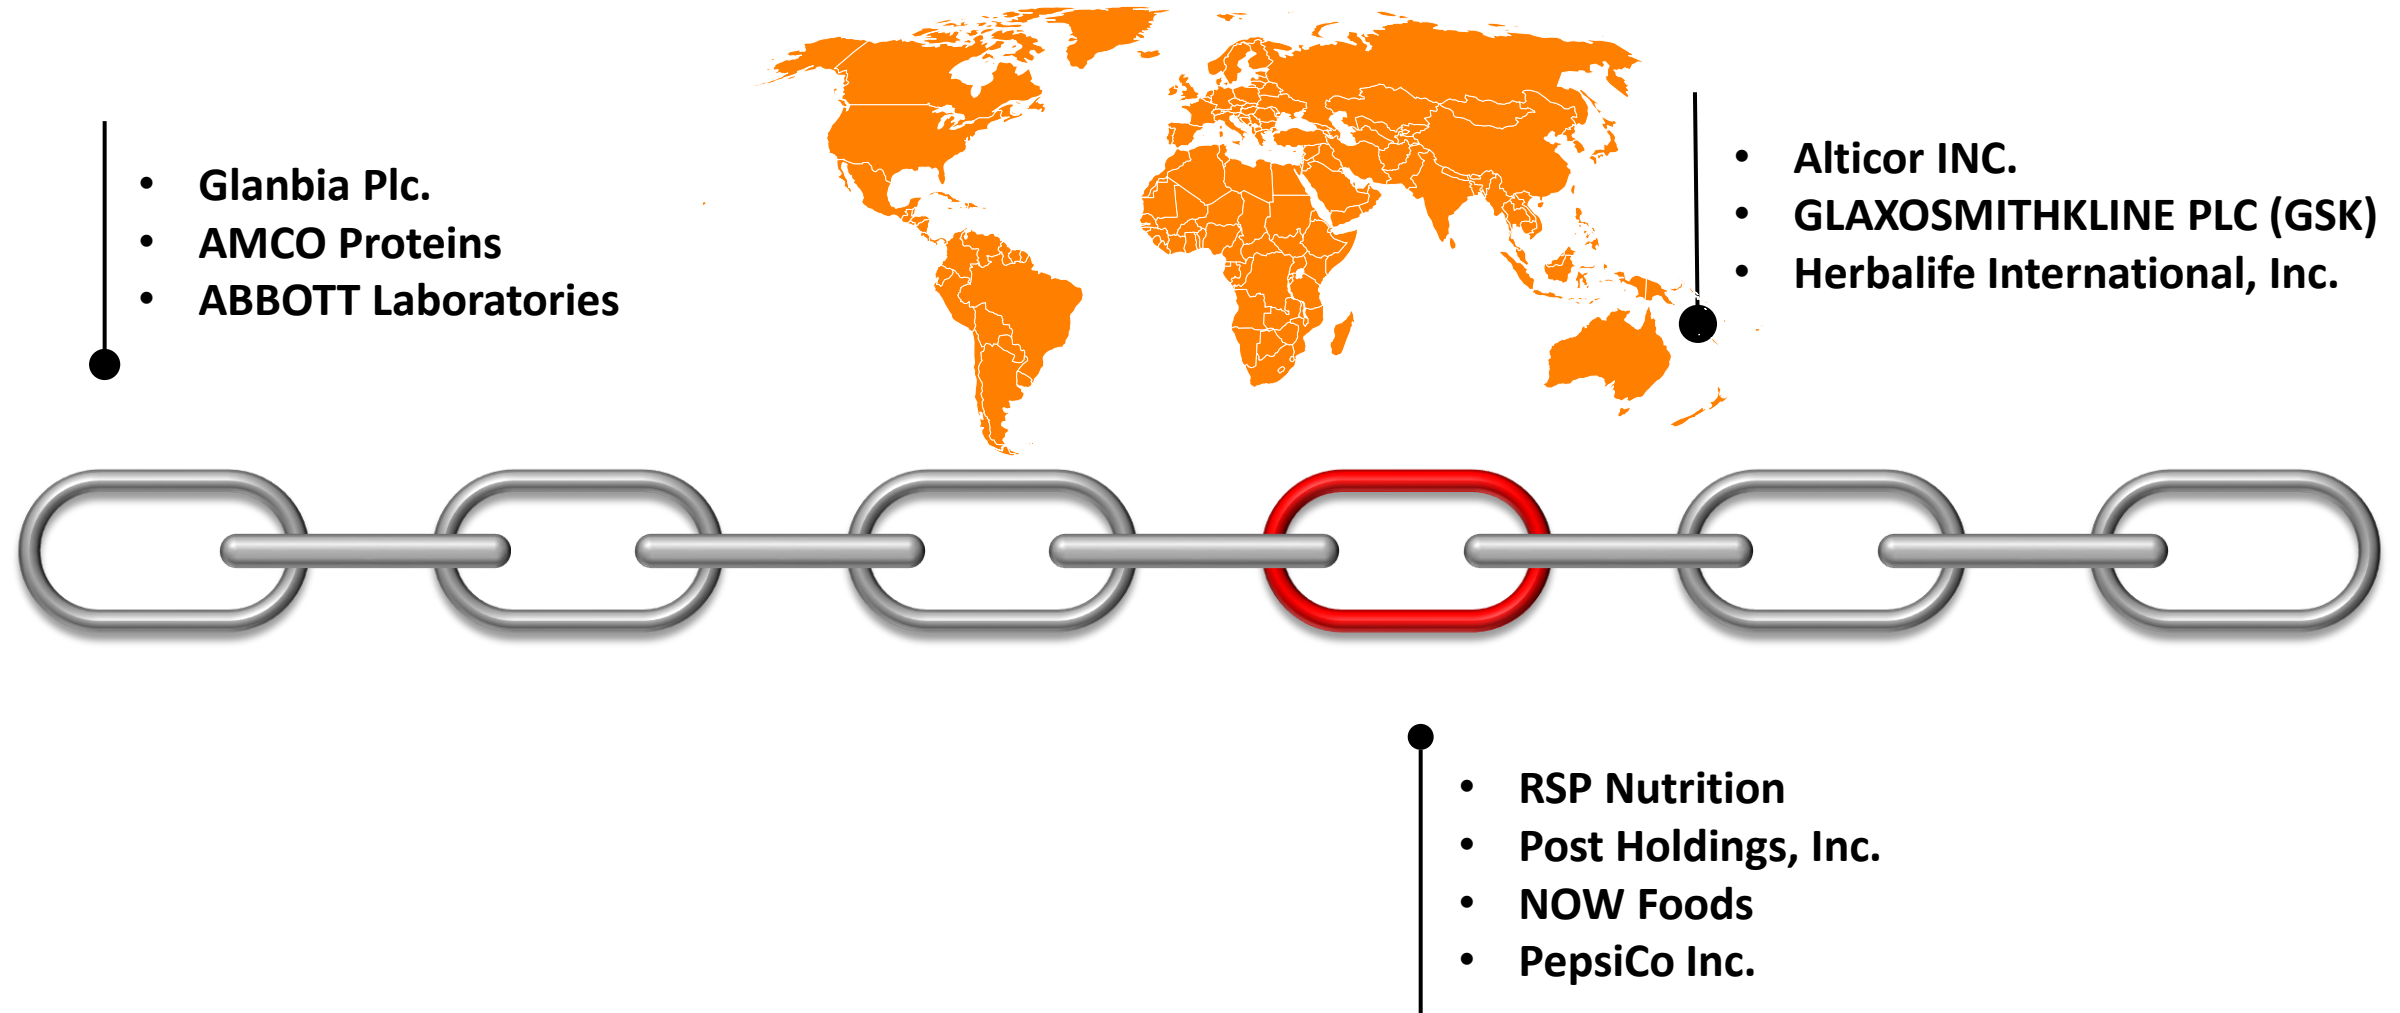 • Glanbia Plc.
• AMCO Proteins
• ABBOTT Laboratories
• Alticor INC.
• GLAXOSMITHKLINE PLC (GSK)
• Herbalife International, Inc.
• RSP Nutrition
• Post Holdings, Inc.
• NOW Foods
• PepsiCo Inc.